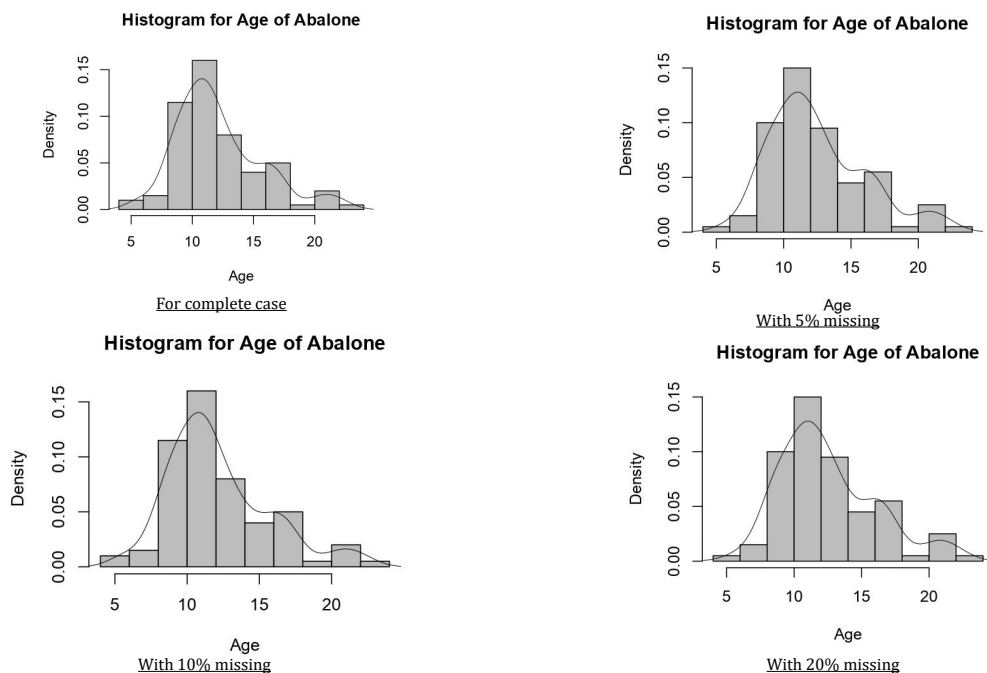 Histogram for Age of Abalone
Density
0.00 0.05 0.10 0.15
5 10 15 20
Age
For complete case
Histogram for Age of Abalone
Density
0.00 0.05 0.10 0.15
5 10 15 20
Age
With 5% missing
Histogram for Age of Abalone
Density
0.00 0.05 0.10 0.15
5 10 15 20
Age
With 10% missing
Histogram for Age of Abalone
Density
0.00 0.05 0.10 0.15
5 10 15 20
Age
With 20% missing